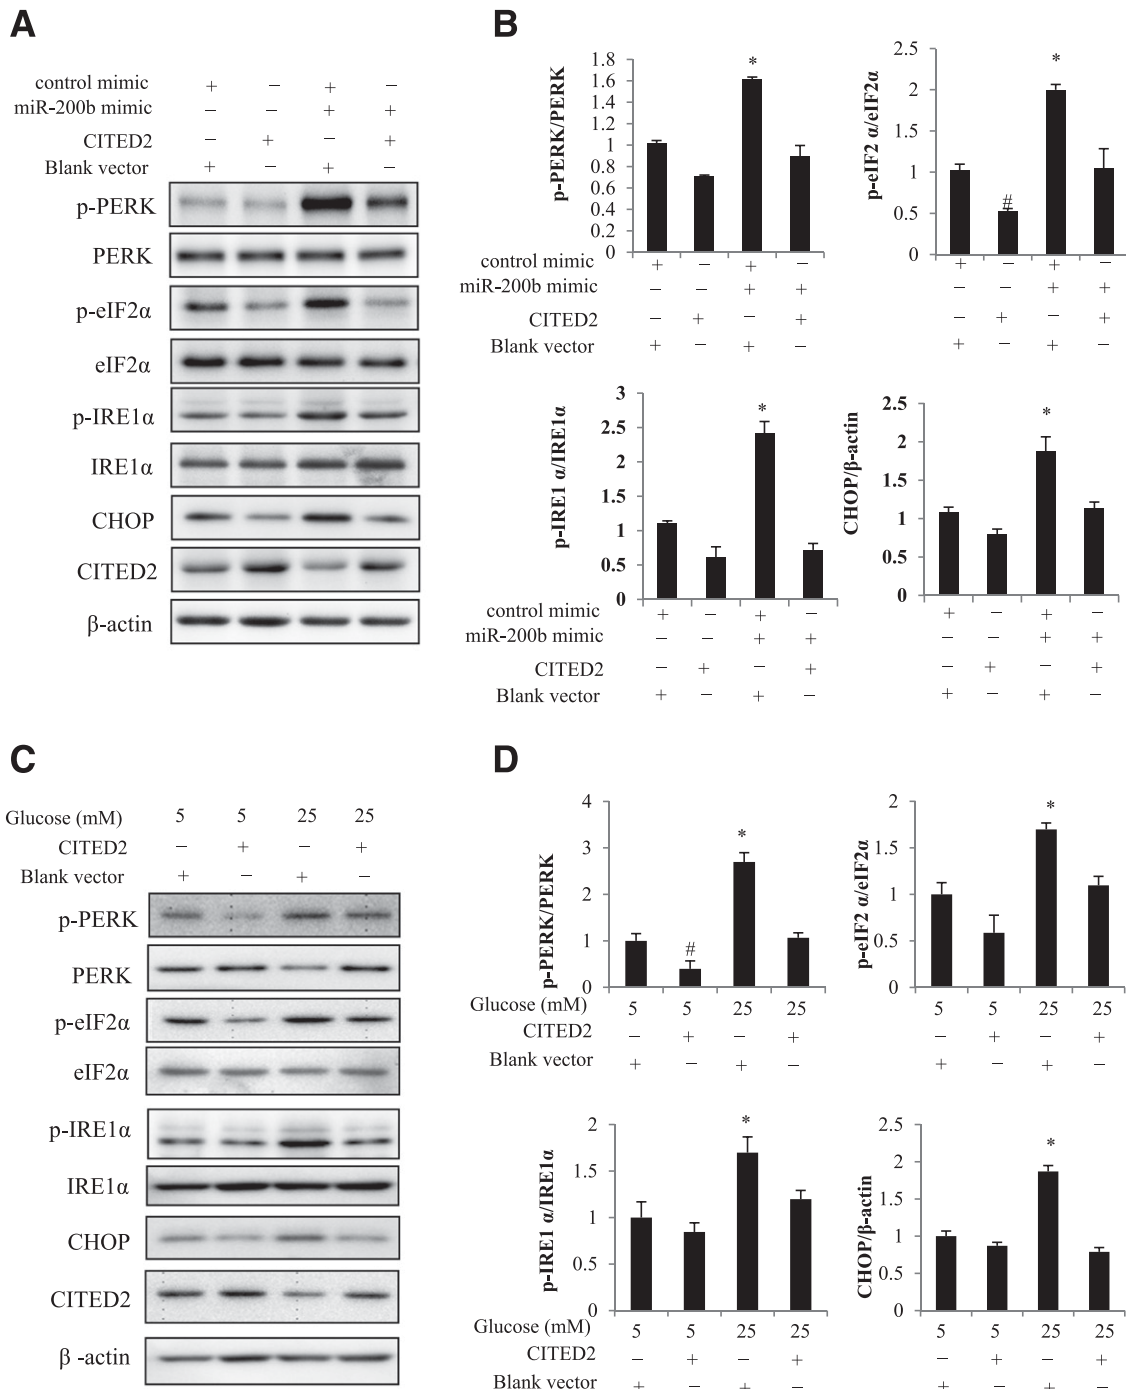 A
control mimic + − + −
miR-200b mimic − − + +
CITED2 − + − +
Blank vector + − + −
p-PERK
PERK
p-eIF2α
eIF2α
p-IRE1α
IRE1α
CHOP
CITED2
β-actin
B
p-PERK/PERK
1.8
1.6
1.4
1.2
1
0.8
0.6
0.4
0.2
0
*
control mimic + − + −
miR-200b mimic − − + +
CITED2 − + − +
Blank vector + − + −
p-eIF2 α/eIF2α
2.5
2
1.5
1
0.5
0
#
*
+ − + −
− − + +
− + − +
+ − + −
p-IRE1 α/IRE1α
3
2.5
2
1.5
1
0.5
0
*
control mimic + − + −
miR-200b mimic − − + +
CITED2 − + − +
Blank vector + − + −
CHOP/β-actin
2.5
2
1.5
1
0.5
0
*
+ − + −
− − + +
− + − +
+ − + −
C
Glucose (mM) 5 5 25 25
CITED2 − + − +
Blank vector + − + −
p-PERK
PERK
p-eIF2α
eIF2α
p-IRE1α
IRE1α
CHOP
CITED2
β -actin
D
p-PERK/PERK
4
3
2
1
0
#
*
Glucose (mM) 5 5 25 25
CITED2 − + − +
Blank vector + − + −
p-eIF2 α/eIF2α
2
1.5
1
0.5
0
*
5 5 25 25
− + − +
+ − + −
p-IRE1 α/IRE1α
2
1.5
1
0.5
0
*
Glucose (mM) 5 5 25 25
CITED2 − + − +
Blank vector + − + −
CHOP/β-actin
2.5
2
1.5
1
0.5
0
*
5 5 25 25
− + − +
+ − + −